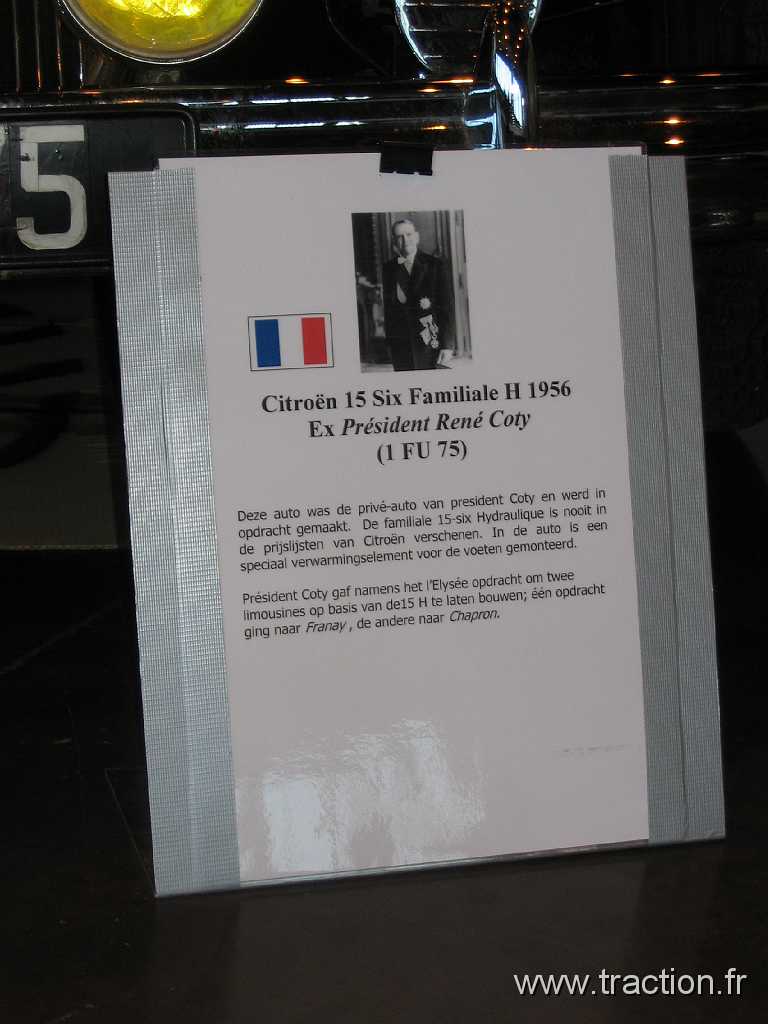 5
Citroën 15 Six Familiale H 1956
Ex Président René Coty
(1 FU 75)
Deze auto was de privé-auto van president Coty en werd in
opdracht gemaakt. De familiale 15-six Hydraulique is nooit in
de prijslijsten van Citroën verschenen. In de auto is een
speciaal verwarmingselement voor de voeten gemonteerd.
Président Coty gaf namens het l'Elysée opdracht om twee
limousines op basis van de15 H te laten bouwen; één opdracht
ging naar Franay , de andere naar Chapron.
www.traction.fr